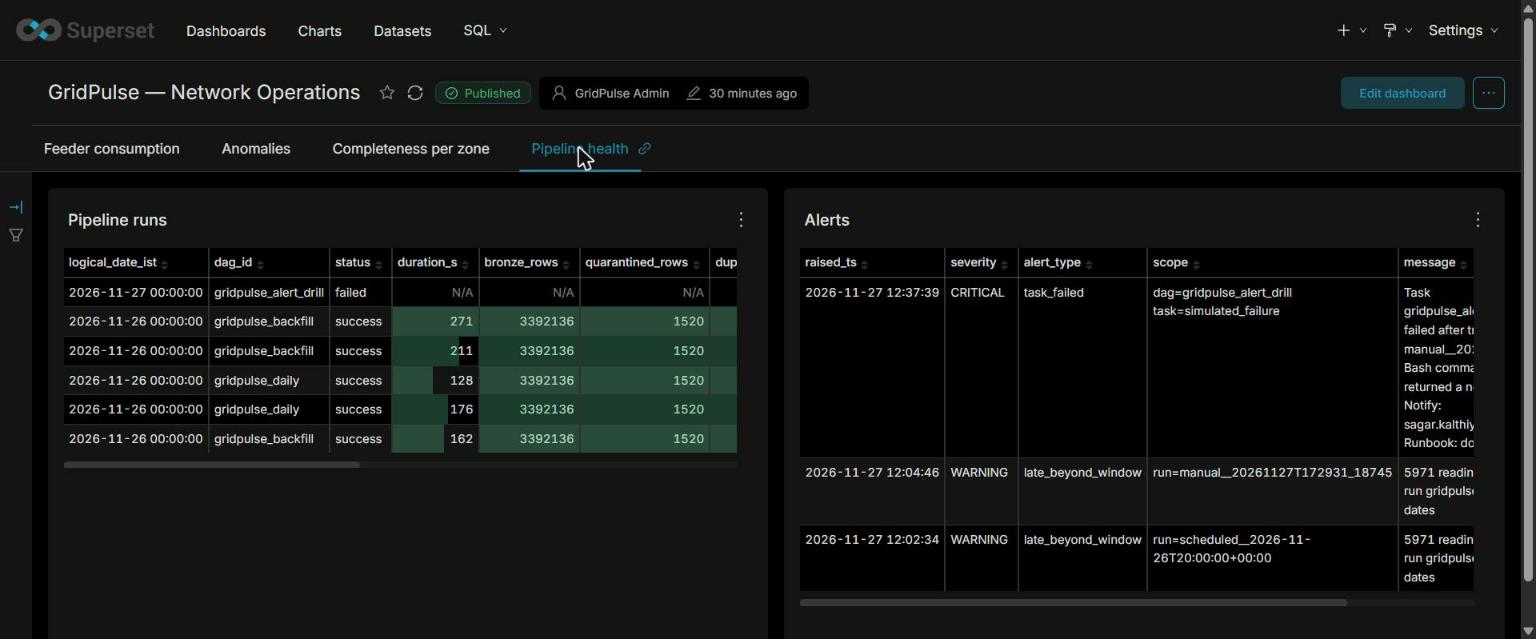 Superset Dashboards Charts Datasets SQL Settings
GridPulse — Network Operations Published GridPulse Admin 30 minutes ago Edit dashboard
Feeder consumption Anomalies Completeness per zone Pipeline health
Pipeline runs
logical_date_ist dag_id status duration_s bronze_rows quarantined_rows dup
2026-11-27 00:00:00 gridpulse_alert_drill failed N/A N/A N/A
2026-11-26 00:00:00 gridpulse_backfill success 271 3392136 1520
2026-11-26 00:00:00 gridpulse_backfill success 211 3392136 1520
2026-11-26 00:00:00 gridpulse_daily success 128 3392136 1520
2026-11-26 00:00:00 gridpulse_daily success 176 3392136 1520
2026-11-26 00:00:00 gridpulse_backfill success 162 3392136 1520
Alerts
raised_ts severity alert_type scope message
2026-11-27 12:37:39 CRITICAL task_failed dag=gridpulse_alert_drill Task
task=simulated_failure gridpulse_al
failed after t
manual__202
Bash comma
returned a n
Notify:
sagar.kalthiy
Runbook: do
2026-11-27 12:04:46 WARNING late_beyond_window run=manual__20261127T172931_18745 5971 readin
run gridpuls
dates
2026-11-27 12:02:34 WARNING late_beyond_window run=scheduled__2026-11- 5971 readin
26T20:00:00+00:00 run gridpuls
dates